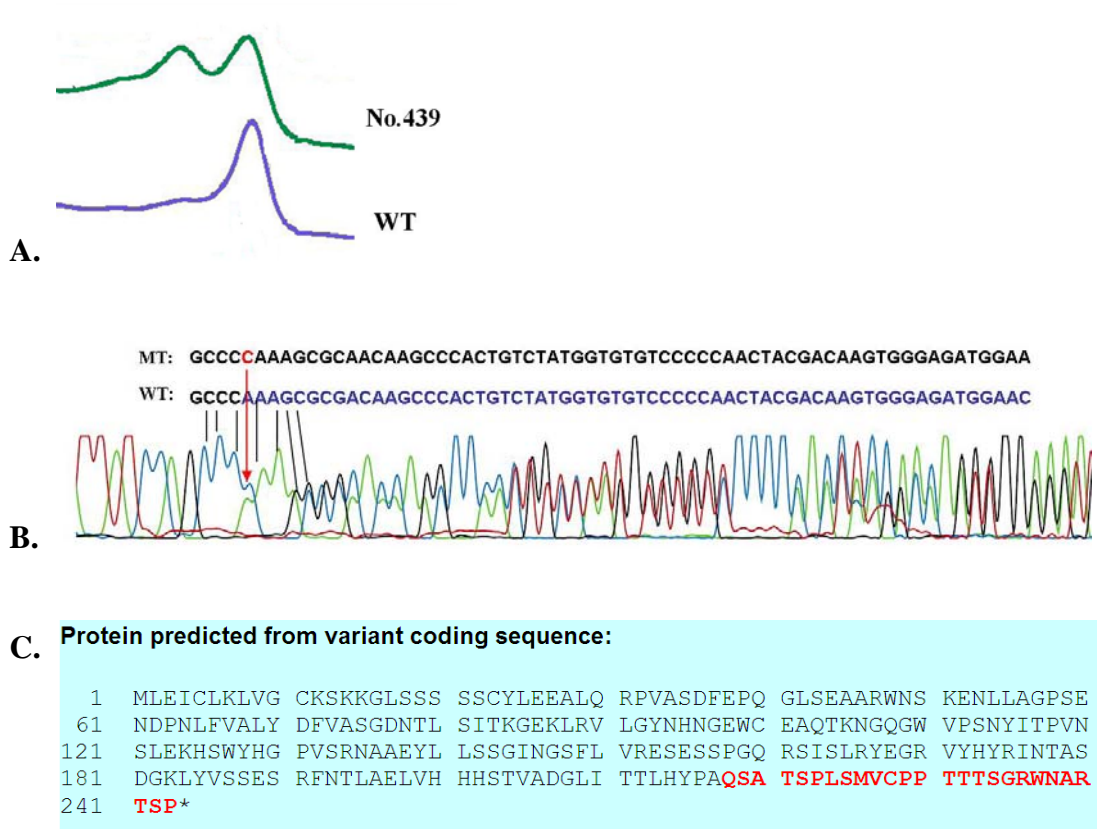 No.439
WT
A.
MT: GCCCCAAAGCGCAACAAGCCCACTGTCTATGGTGTGTCCCCCAACTACGACAAGTGGGAGATGGAA
WT: GCCCAAAGCGCGACAAGCCCACTGTCTATGGTGTGTCCCCCAACTACGACAAGTGGGAGATGGAAC
B.
C.
Protein predicted from variant coding sequence:
1 MLEICLKLVG CKSKKGLSSS SSCYLEEALQ RPVASDFEPQ GLSEAARWNS KENLLAGPSE
61 NDPNLFVALY DFVASGDNTL SITKGEKLRV LGYNHNGEWC EAQTKNGQGW VPSNYITPVN
121 SLEKHSWYHG PVSRNAAEYL LSSGINGSFL VRESESSPGQ RSISLRYEGR VYHYRINTAS
181 DGKLYVSSES RFNTLAELVH HHSTVADGLI TTLHYPAQSA TSPLSMVCPP TTTSGRWNAR
241 TSP*